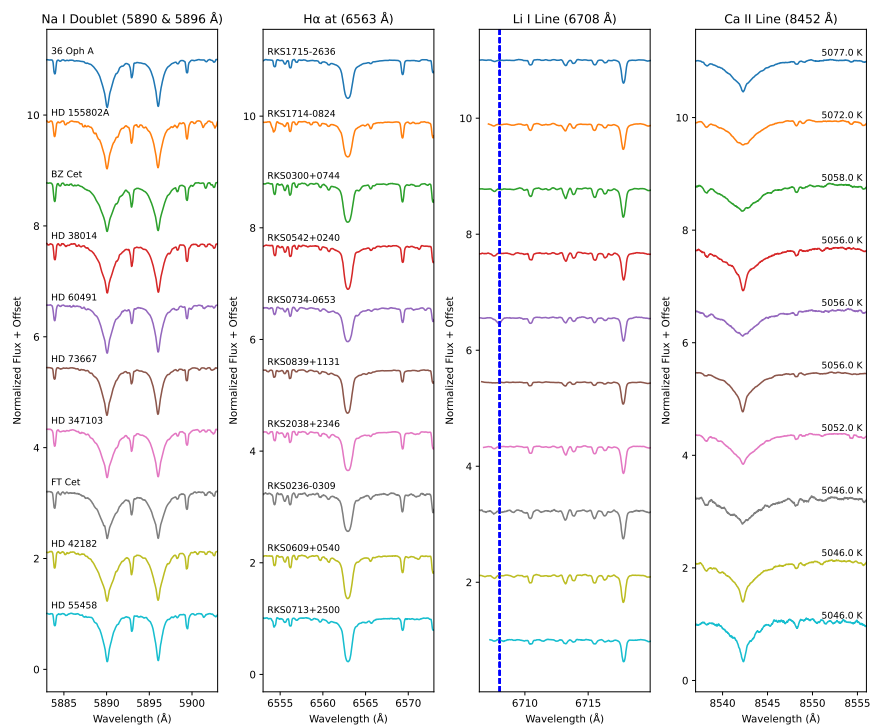 Na I Doublet (5890 & 5896 Å)
Hα at (6563 Å)
Li I Line (6708 Å)
Ca II Line (8452 Å)
36 Oph A
HD 155802A
BZ Cet
HD 38014
HD 60491
HD 73667
HD 347103
FT Cet
HD 42182
HD 55458
RKS1715-2636
RKS1714-0824
RKS0300+0744
RKS0542+0240
RKS0734-0653
RKS0839+1131
RKS2038+2346
RKS0236-0309
RKS0609+0540
RKS0713+2500
5077.0 K
5072.0 K
5058.0 K
5056.0 K
5056.0 K
5056.0 K
5052.0 K
5046.0 K
5046.0 K
5046.0 K
Normalized Flux + Offset
10
8
6
4
2
0
5885 5890 5895 5900
Wavelength (Å)
Normalized Flux + Offset
10
8
6
4
2
0
6555 6560 6565 6570
Wavelength (Å)
Normalized Flux + Offset
10
8
6
4
2
6710 6715
Wavelength (Å)
Normalized Flux + Offset
10
8
6
4
2
0
8540 8545 8550 8555
Wavelength (Å)